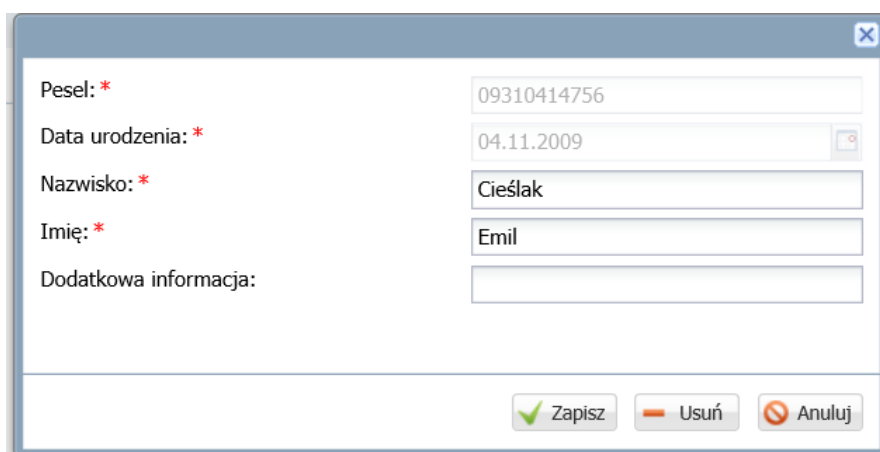 Pesel: * 09310414756
Data urodzenia: * 04.11.2009
Nazwisko: * Cieślak
Imię: * Emil
Dodatkowa informacja:
Zapisz Usuń Anuluj